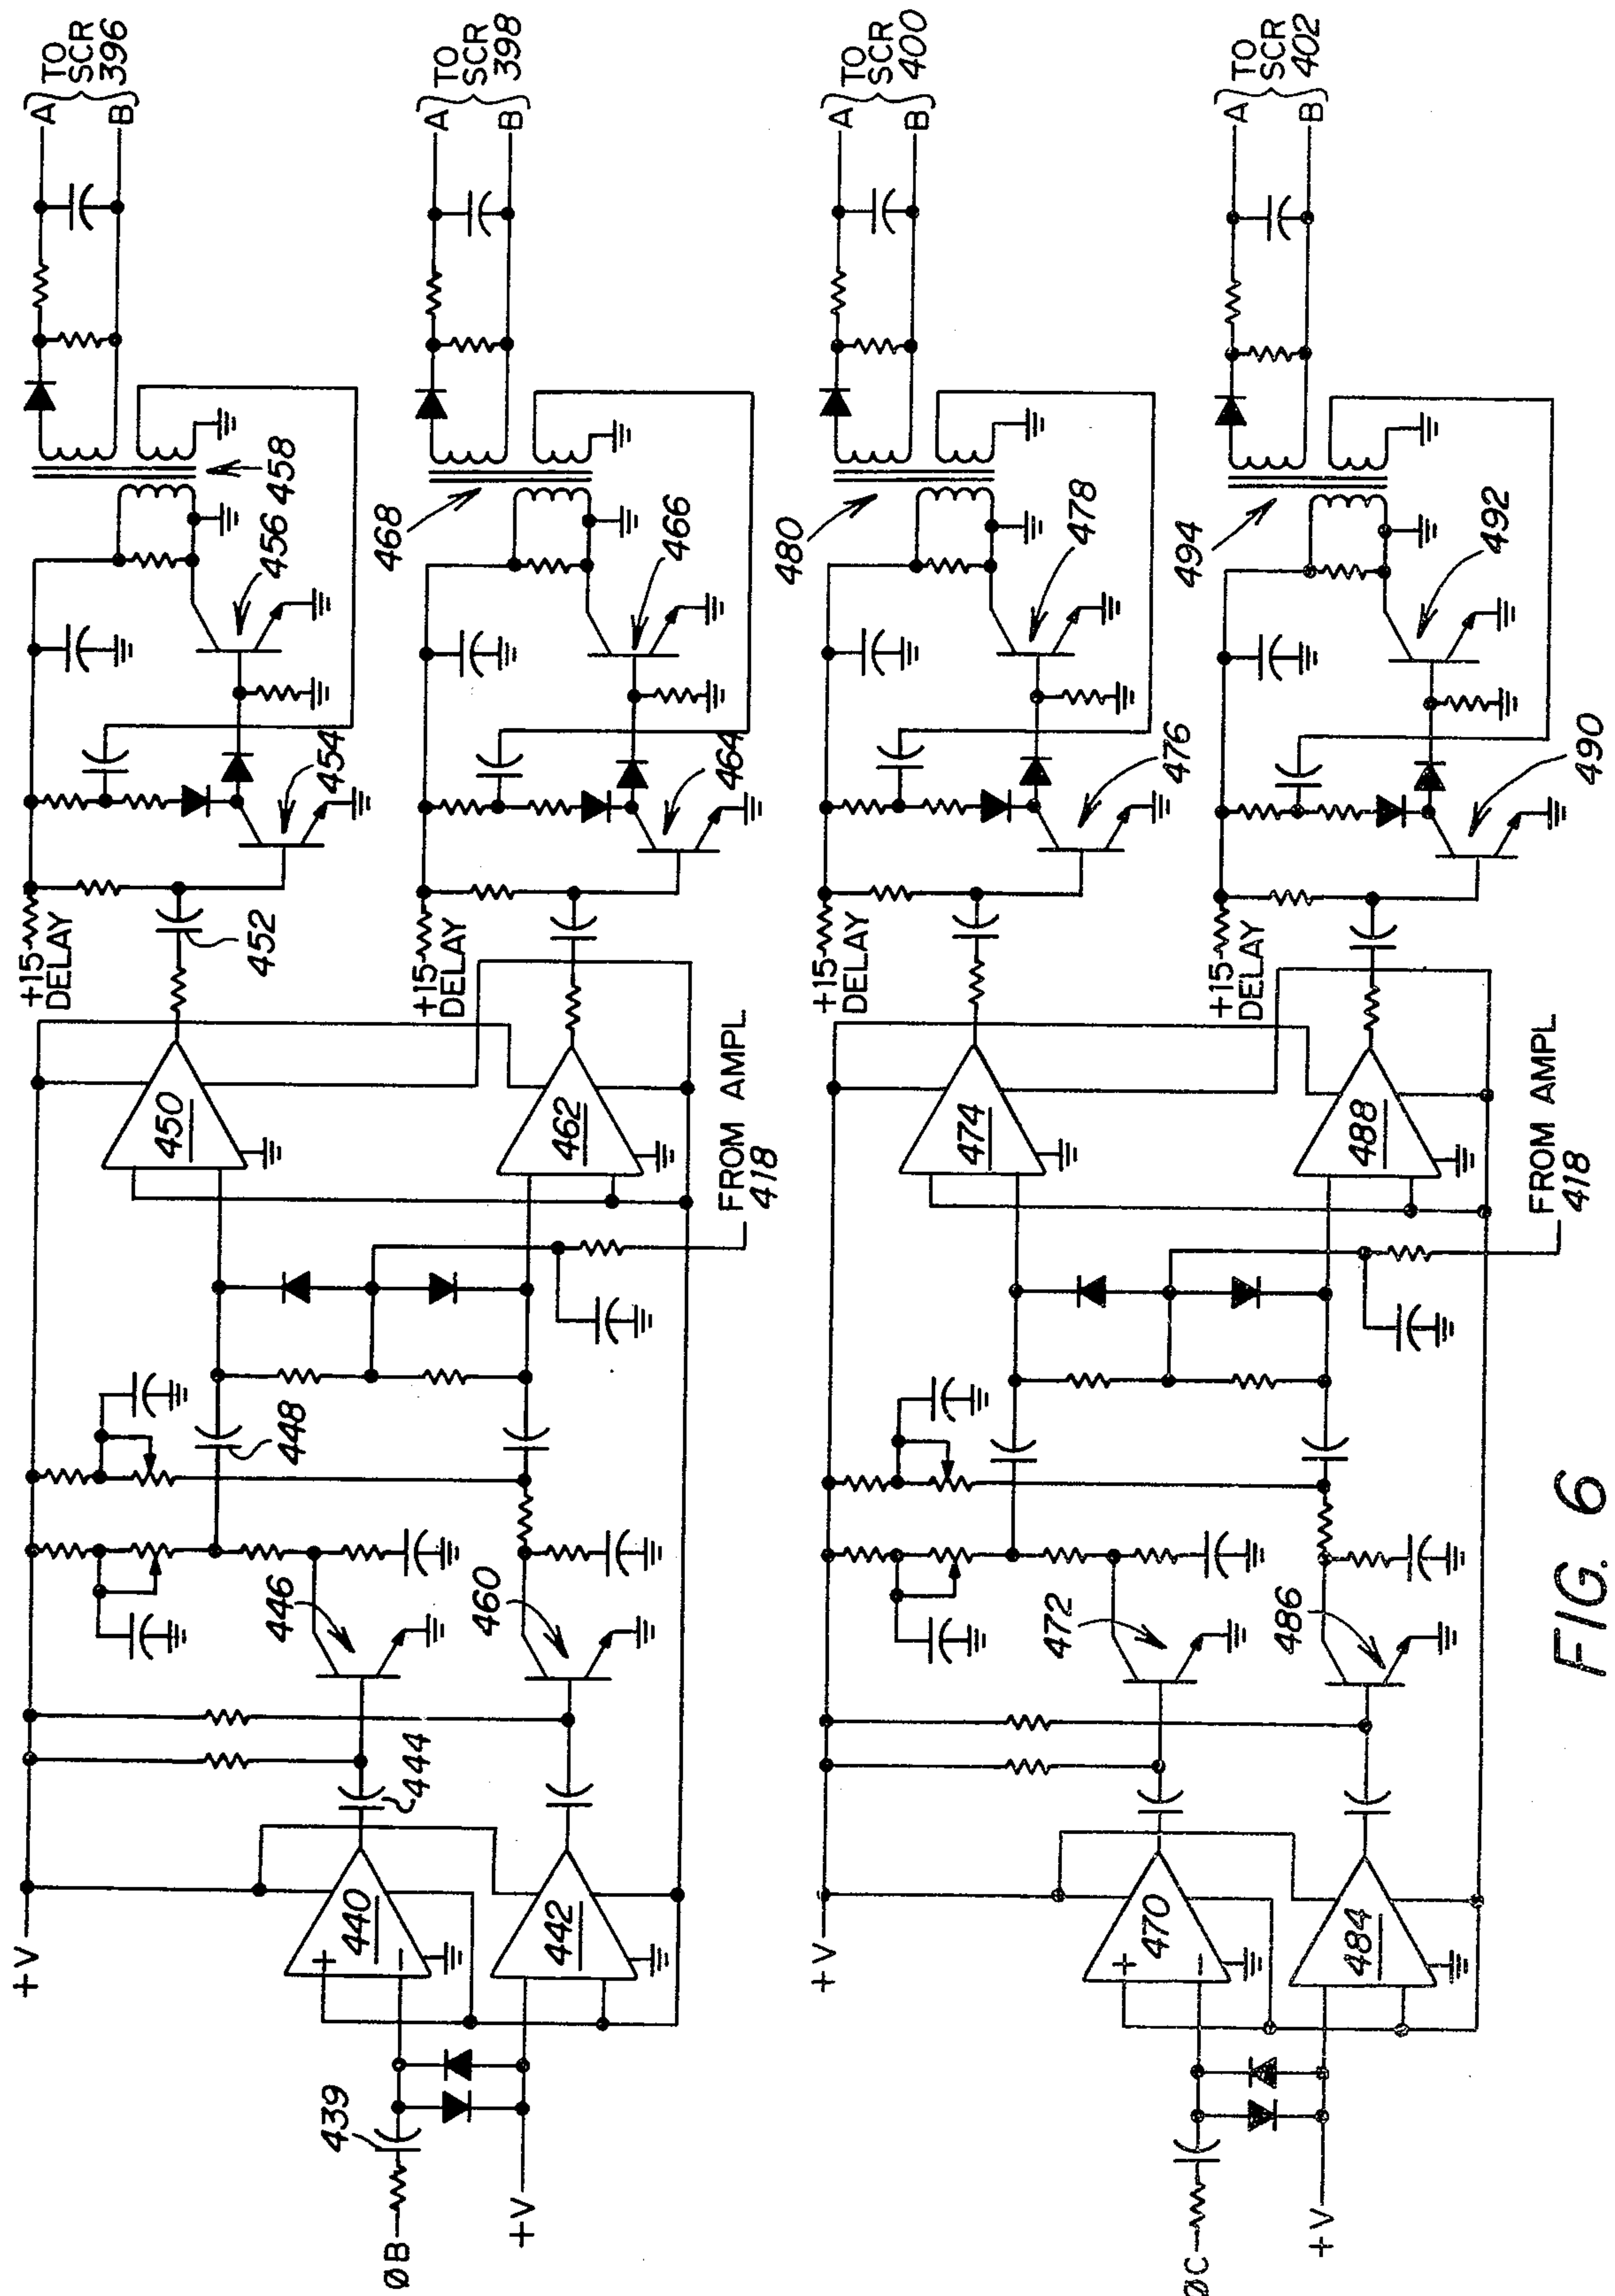 +15
DELAY
452
454
456
458
A
B
TO
SCR
396
+V
450
448
446
444
440
+
−
439
ØB
+V
442
460
462
FROM AMPL
418
+15
DELAY
464
466
468
A
B
TO
SCR
398
+15
DELAY
476
478
480
A
B
TO
SCR
400
+V
474
472
470
+
−
ØC
+V
484
486
488
FROM AMPL
418
+15
DELAY
490
492
494
A
B
TO
SCR
402
FIG. 6